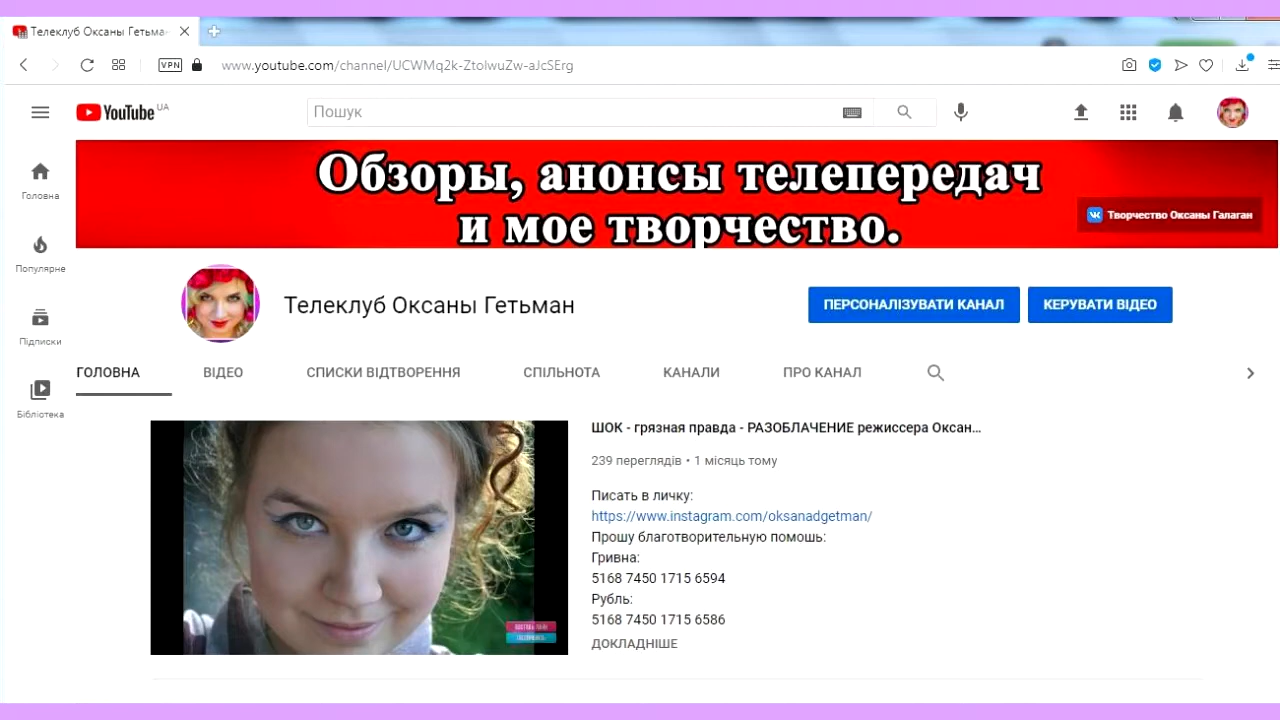 Телеклуб Оксаны Гетьма
VPN
www.youtube.com/channel/UCWMq2k-ZtolwuZw-aJcSErg
YouTube UA
Пошук
Обзоры, анонсы телепередач
и мое творчество.
Творчество Оксаны Галаган
Головна
Популярне
Підписки
Бібліотека
Телеклуб Оксаны Гетьман
ПЕРСОНАЛІЗУВАТИ КАНАЛ
КЕРУВАТИ ВІДЕО
ГОЛОВНА
ВІДЕО
СПИСКИ ВІДТВОРЕННЯ
СПІЛЬНОТА
КАНАЛИ
ПРО КАНАЛ
ШОК - грязная правда - РАЗОБЛАЧЕНИЕ режиссера Оксан...
239 переглядів • 1 місяць тому
Писать в личку:
https://www.instagram.com/oksanadgetman/
Прошу благотворительную помошь:
Гривна:
5168 7450 1715 6594
Рубль:
5168 7450 1715 6586
ДОКЛАДНІШЕ